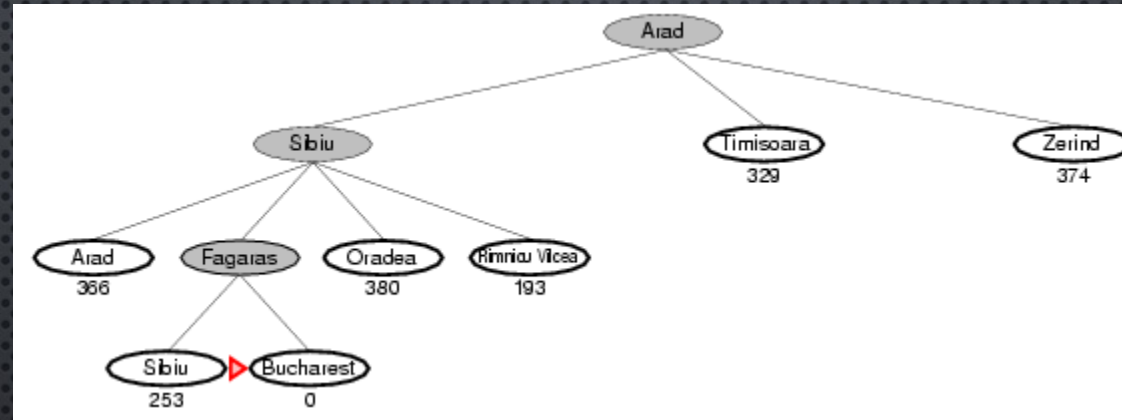 Arad
Sibiu
Timisoara
Zerind
329
374
Arad
Fagaras
Oradea
Rimnicu Vilcea
366
380
193
Sibiu
Bucharest
253
0